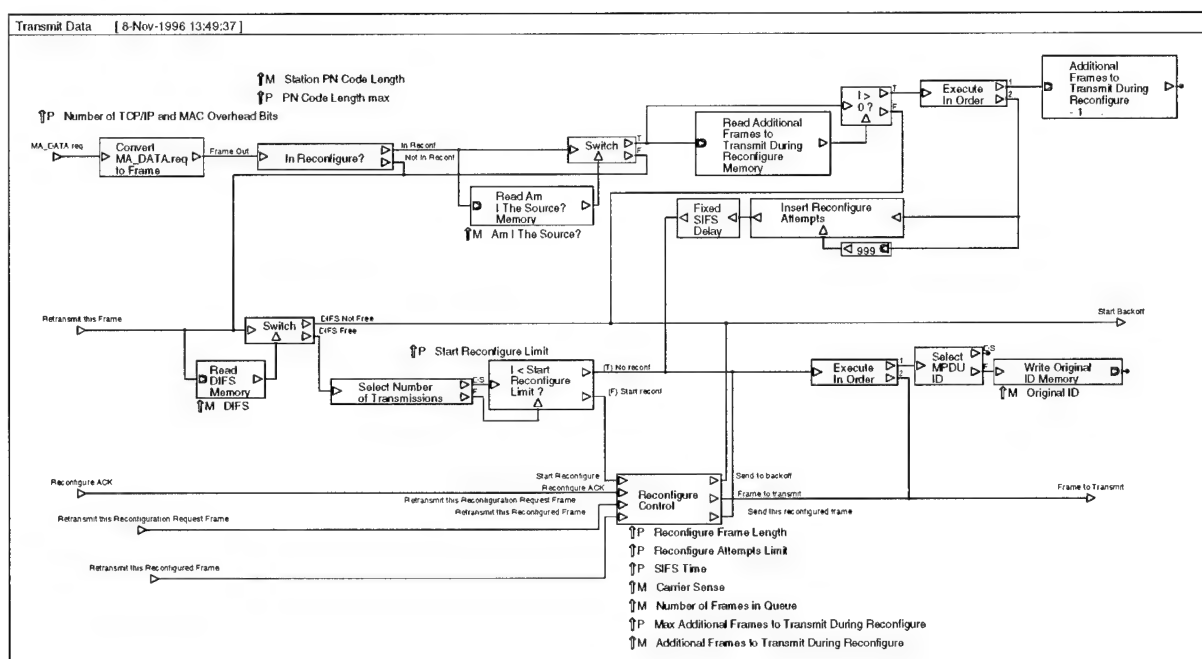 Transmit Data [ 8-Nov-1996 13:49:37 ]
⇑M Station PN Code Length
⇑P PN Code Length max
⇑P Number of TCP/IP and MAC Overhead Bits
MA_DATA.req
Convert
MA_DATA.req
to Frame
Frame Out
In Reconfigure?
In Reconf
Not In Reconf
Read Am
I The Source?
Memory
⇑M Am I The Source?
Switch
T
F
Read Additional
Frames to
Transmit During
Reconfigure
Memory
I >
0 ?
T
F
Execute
In Order
1
2
Additional
Frames to
Transmit During
Reconfigure
- 1
Fixed
SIFS
Delay
Insert Reconfigure
Attempts
999
Retransmit this Frame
Switch
DIFS Not Free
DIFS Free
Start Backoff
Read
DIFS
Memory
⇑M DIFS
⇑P Start Reconfigure Limit
Select Number
of Transmissions
DS
F
I < Start
Reconfigure
Limit ?
(T) No reconf
(F) Start reconf
Execute
In Order
1
2
Select
MPDU
ID
DS
F
Write Original
ID Memory
⇑M Original ID
Reconfigure ACK
Retransmit this Reconfiguration Request Frame
Retransmit this Reconfigured Frame
Start Reconfigure
Reconfigure ACK
Retransmit this Reconfiguration Request Frame
Retransmit this Reconfigured Frame
Reconfigure
Control
Send to backoff
Frame to transmit
Send this reconfigured frame
Frame to Transmit
⇑P Reconfigure Frame Length
⇑P Reconfigure Attempts Limit
⇑P SIFS Time
⇑M Carrier Sense
⇑M Number of Frames in Queue
⇑P Max Additional Frames to Transmit During Reconfigure
⇑M Additional Frames to Transmit During Reconfigure